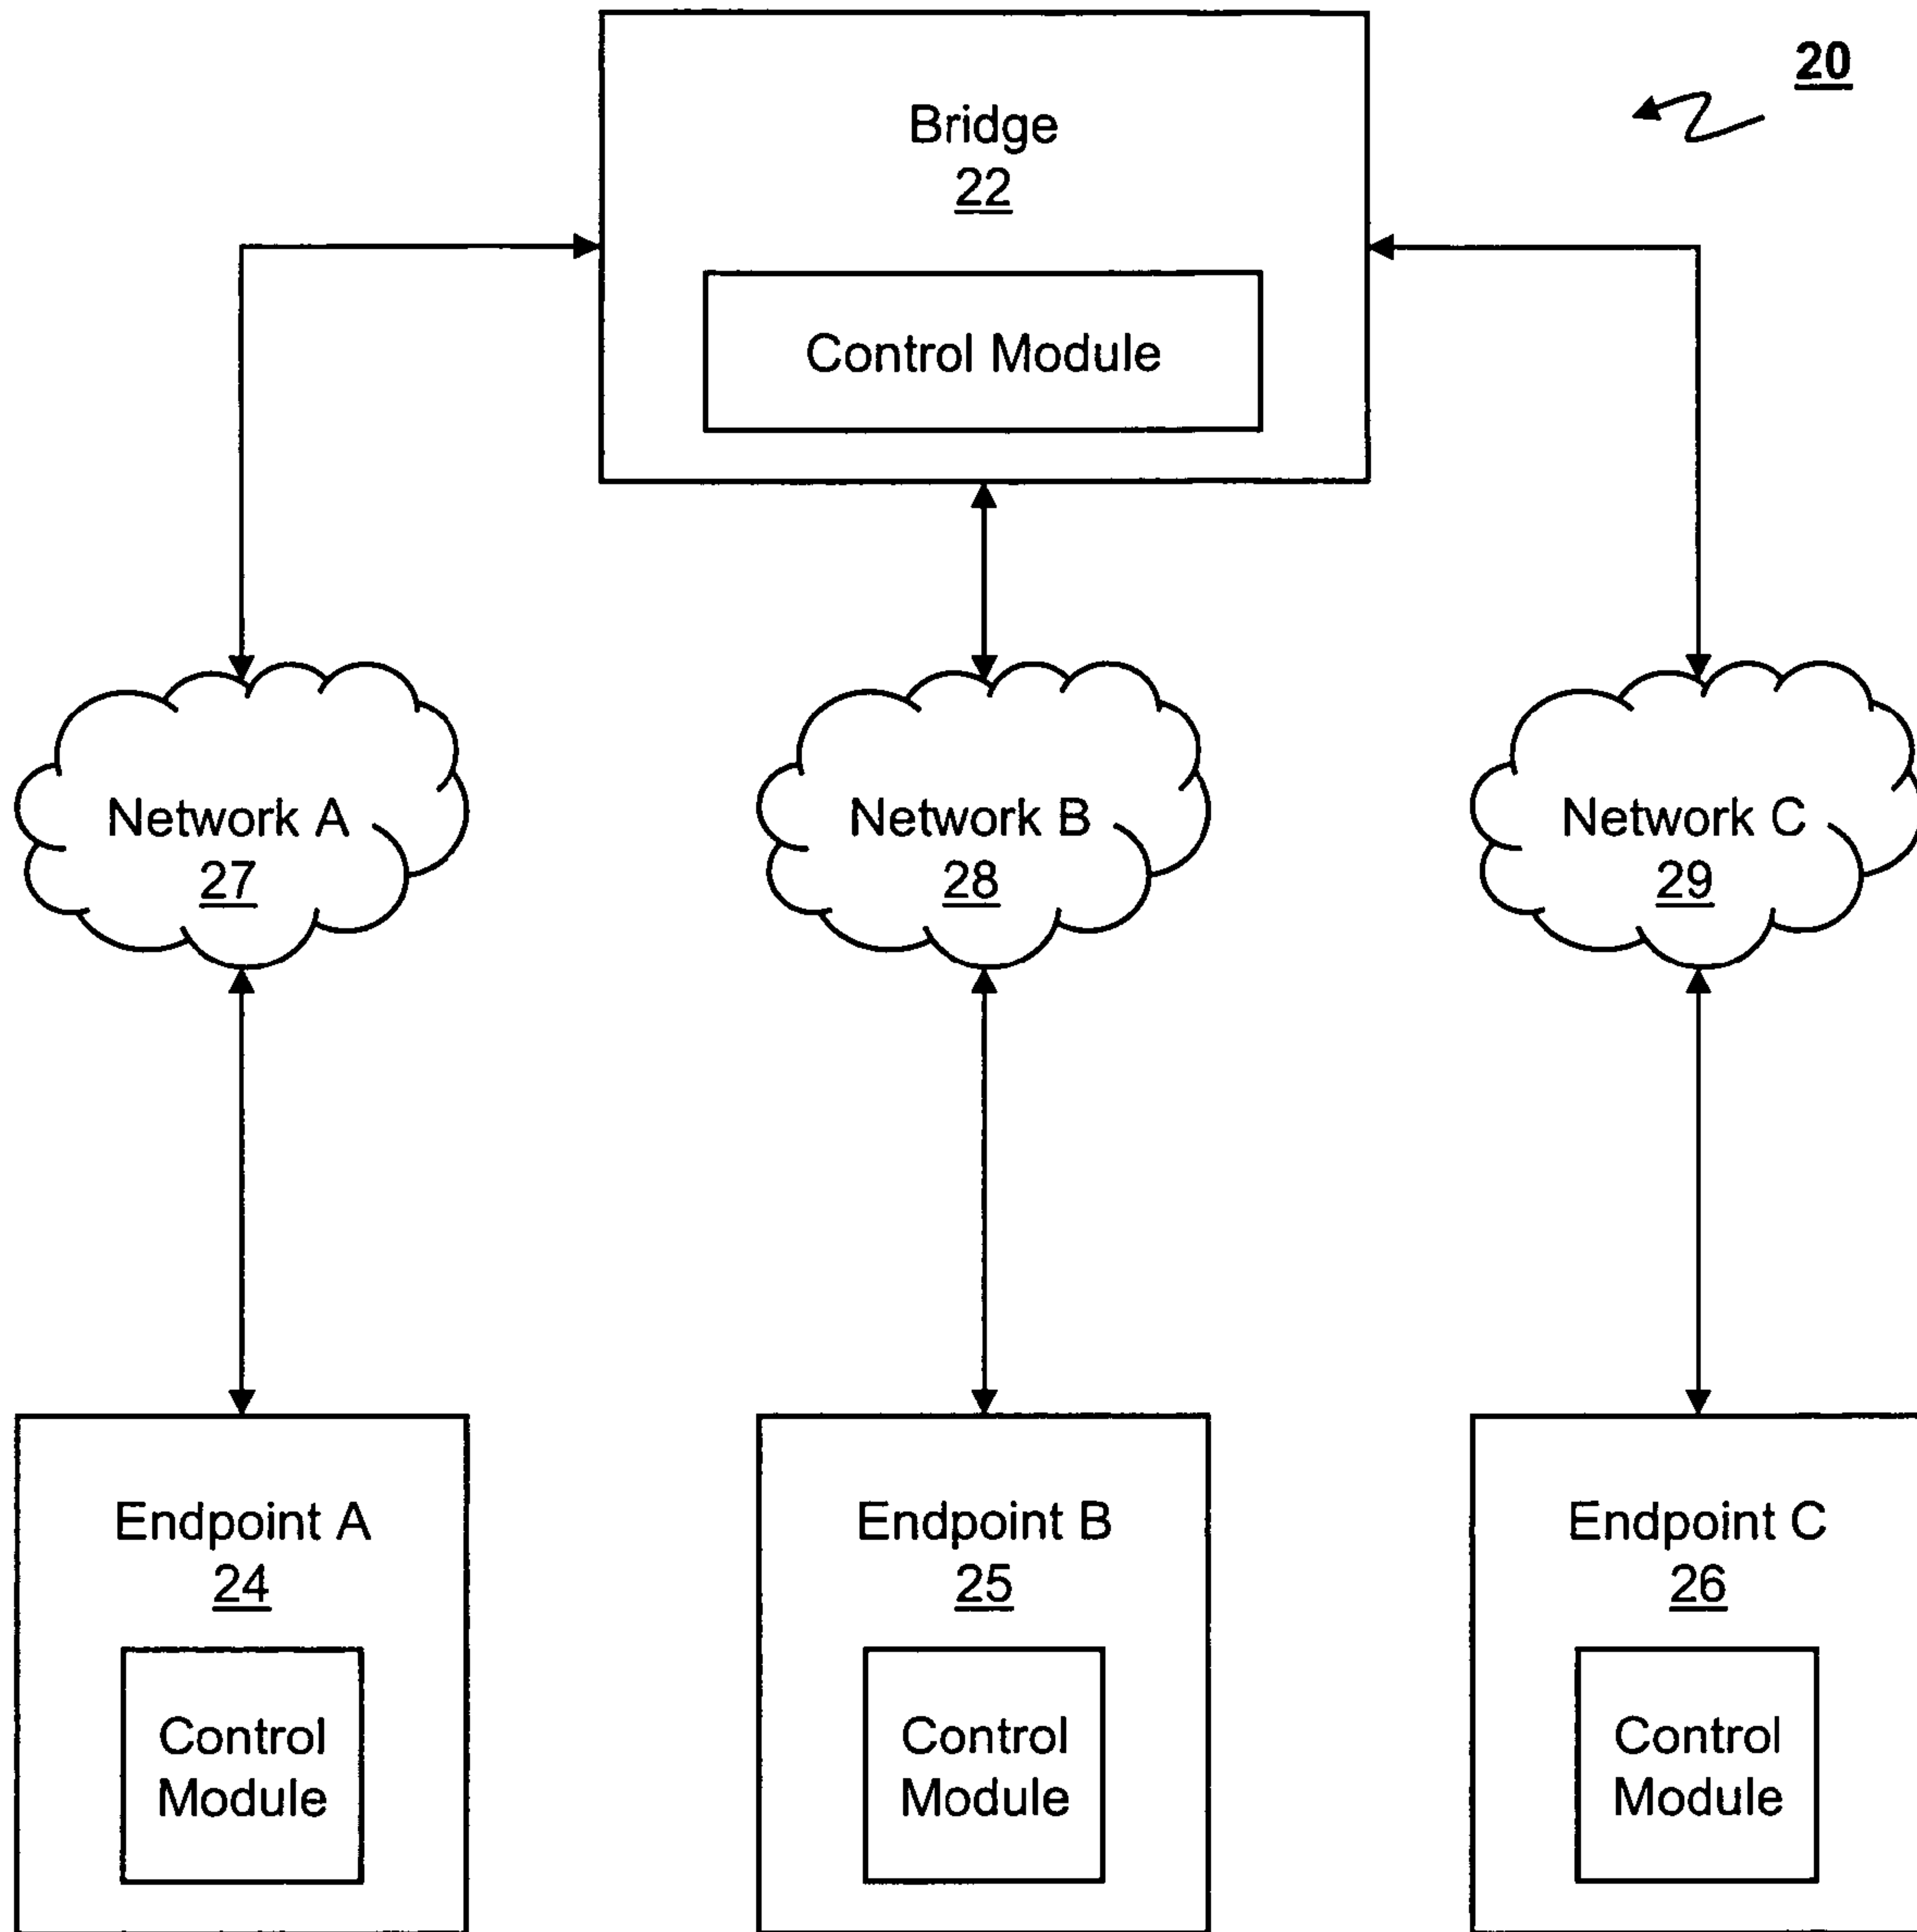 20
Bridge
22
Control Module
Network A
27
Network B
28
Network C
29
Endpoint A
24
Control
Module
Endpoint B
25
Control
Module
Endpoint C
26
Control
Module